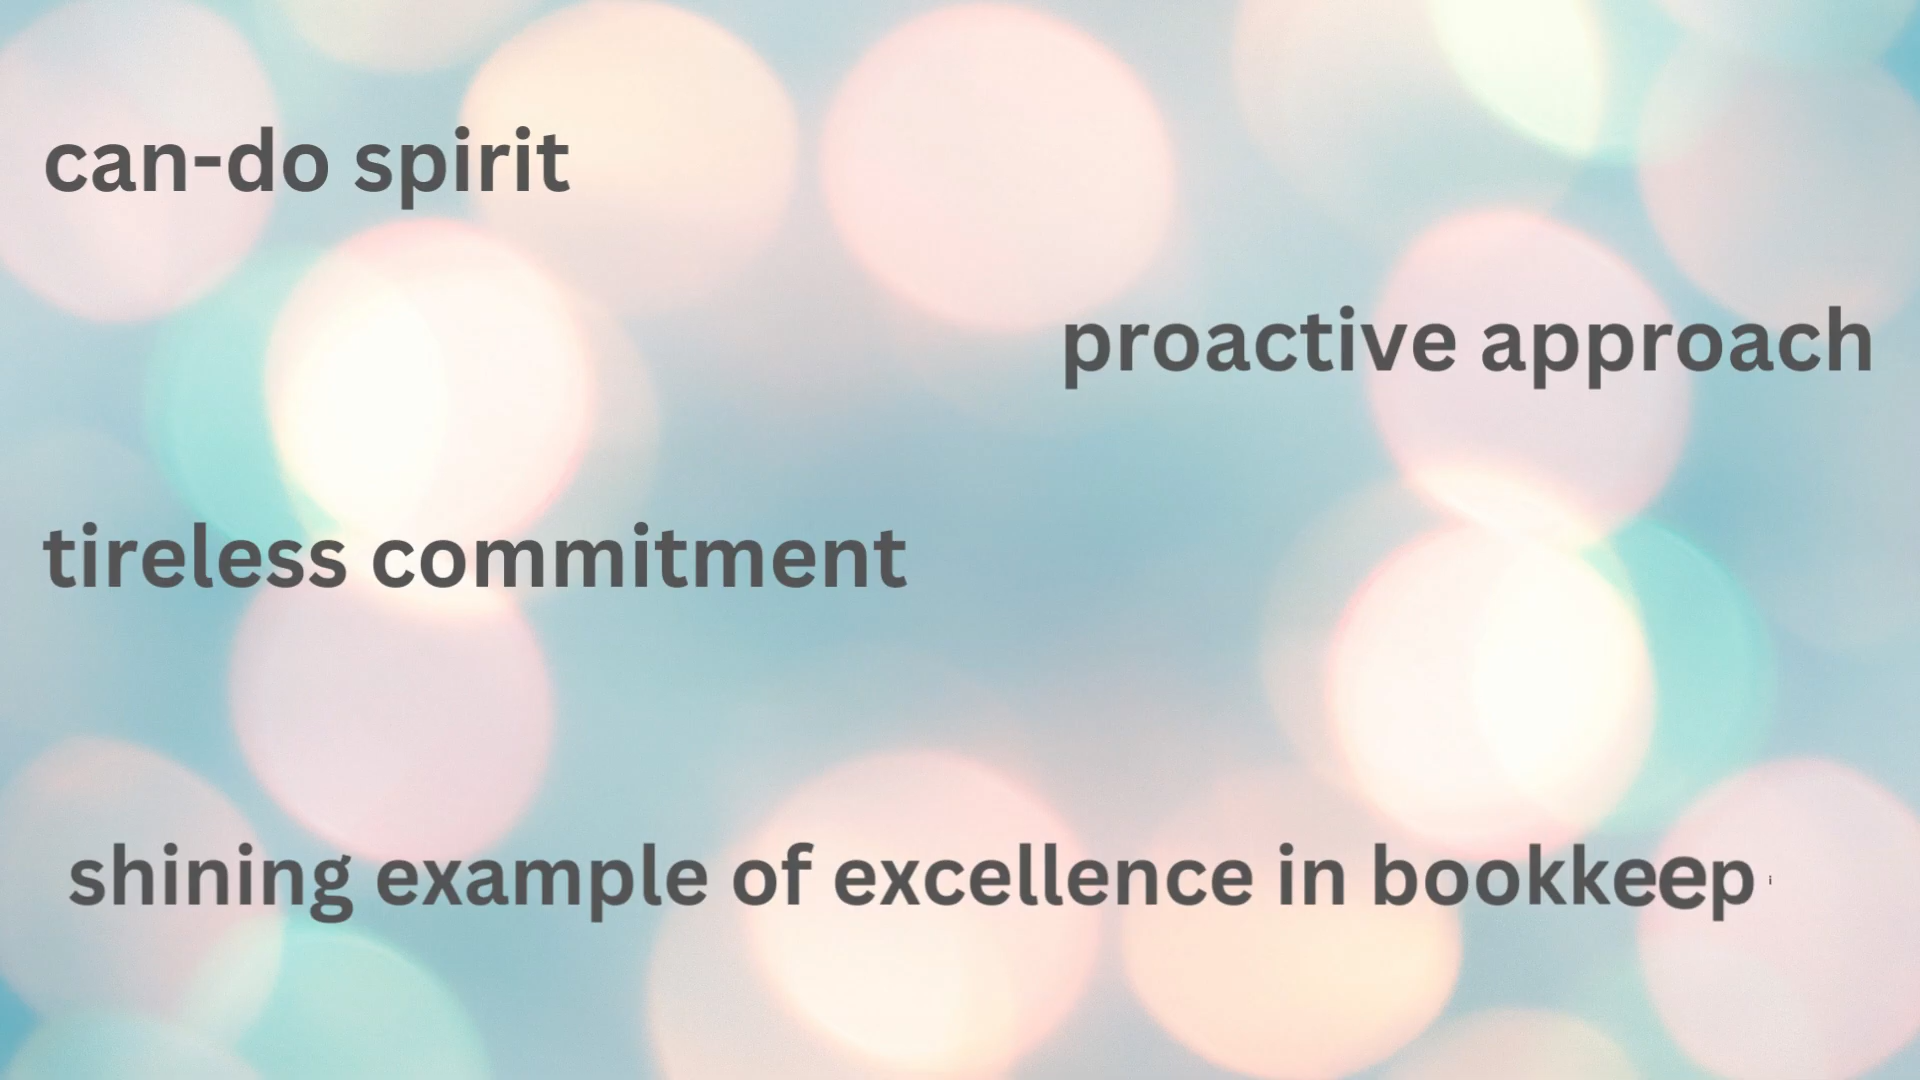 can-do spirit
proactive approach
tireless commitment
shining example of excellence in bookkeep i